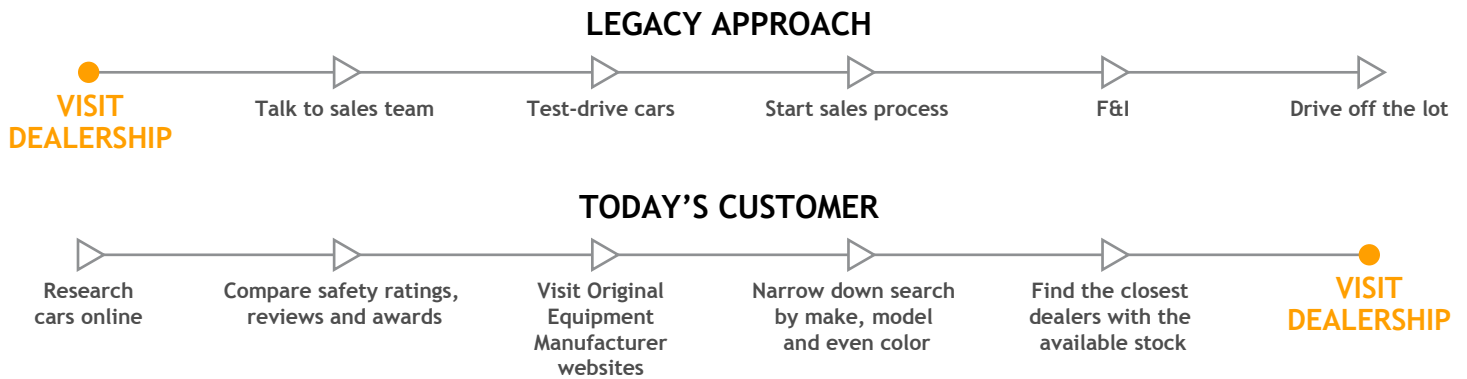 LEGACY APPROACH
VISIT
DEALERSHIP
Talk to sales team
Test-drive cars
Start sales process
F&I
Drive off the lot
TODAY’S CUSTOMER
Research
cars online
Compare safety ratings,
reviews and awards
Visit Original
Equipment
Manufacturer
websites
Narrow down search
by make, model
and even color
Find the closest
dealers with the
available stock
VISIT
DEALERSHIP